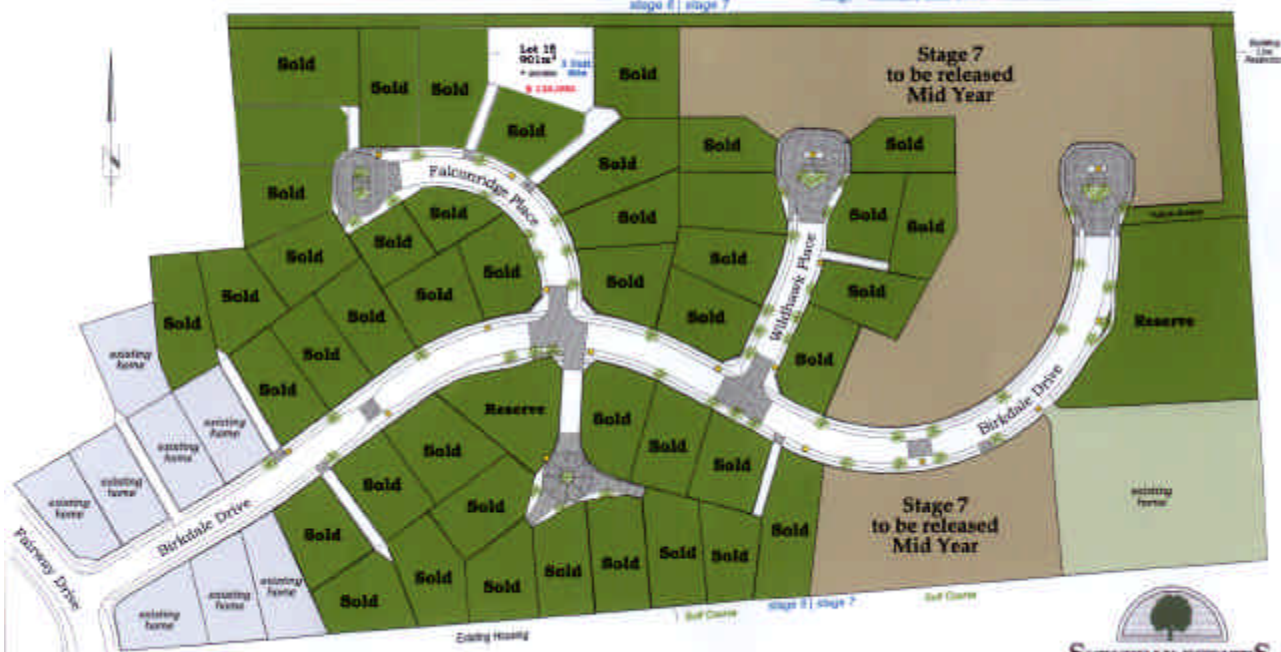 stage 6 | stage 7
Sold
Sold
Sold
Lot 18
901m²
Sold
Stage 7
to be released
Mid Year
Sold
Sold
Sold
Sold
Sold
Falconridge Place
Sold
Sold
Sold
Sold
Sold
Sold
Sold
Sold
Sold
Wildhawk Place
Sold
Sold
Sold
Sold
Sold
Sold
Sold
Reserve
existing
home
Sold
Sold
Reserve
Sold
Birkdale Drive
existing
home
existing
home
existing
home
existing
home
Sold
Sold
Sold
Sold
Sold
existing
home
Birkdale Drive
Fairway Drive
Sold
Stage 7
to be released
Mid Year
Sold
Sold
Sold
Sold
Sold
Sold
Sold
Sold
existing
home
existing
home
existing
home
Existing Housing
Golf Course
stage 6 | stage 7
Golf Course